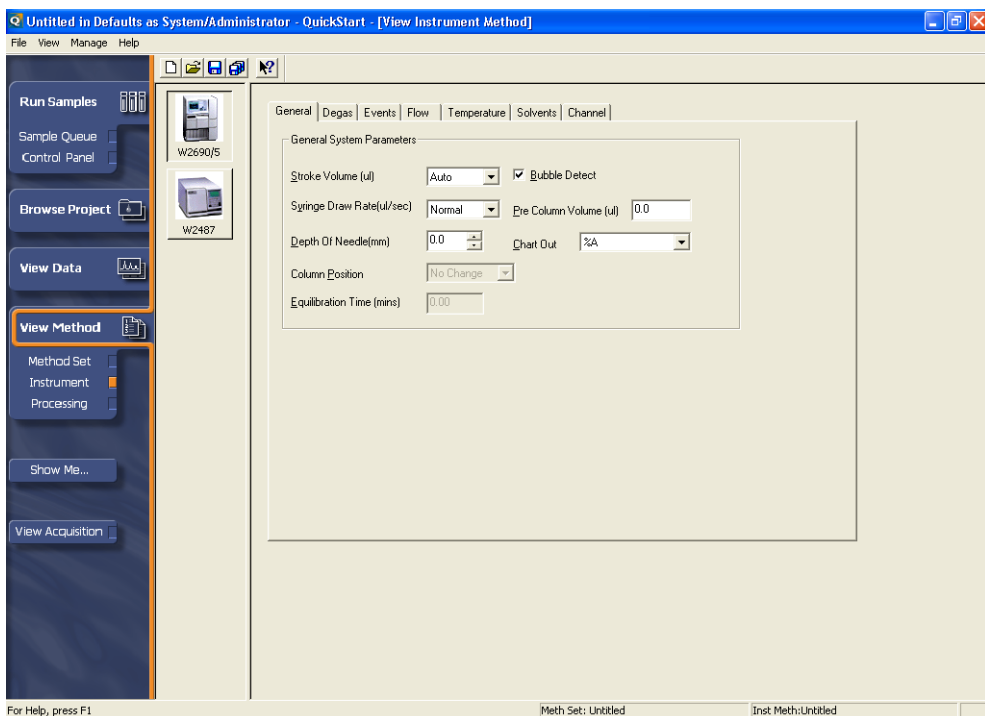 Untitled in Defaults as System/Administrator - QuickStart - [View Instrument Method]
File View Manage Help
Run Samples
Sample Queue
Control Panel
Browse Project
View Data
View Method
Method Set
Instrument
Processing
Show Me...
View Acquisition
W2690/5
W2487
General Degas Events Flow Temperature Solvents Channel
General System Parameters
Stroke Volume (ul) Auto Bubble Detect
Syringe Draw Rate(ul/sec) Normal Pre Column Volume (ul) 0.0
Depth Of Needle(mm) 0.0 Chart Out %A
Column Position No Change
Equilibration Time (mins) 0.00
For Help, press F1 Meth Set: Untitled Inst Meth:Untitled